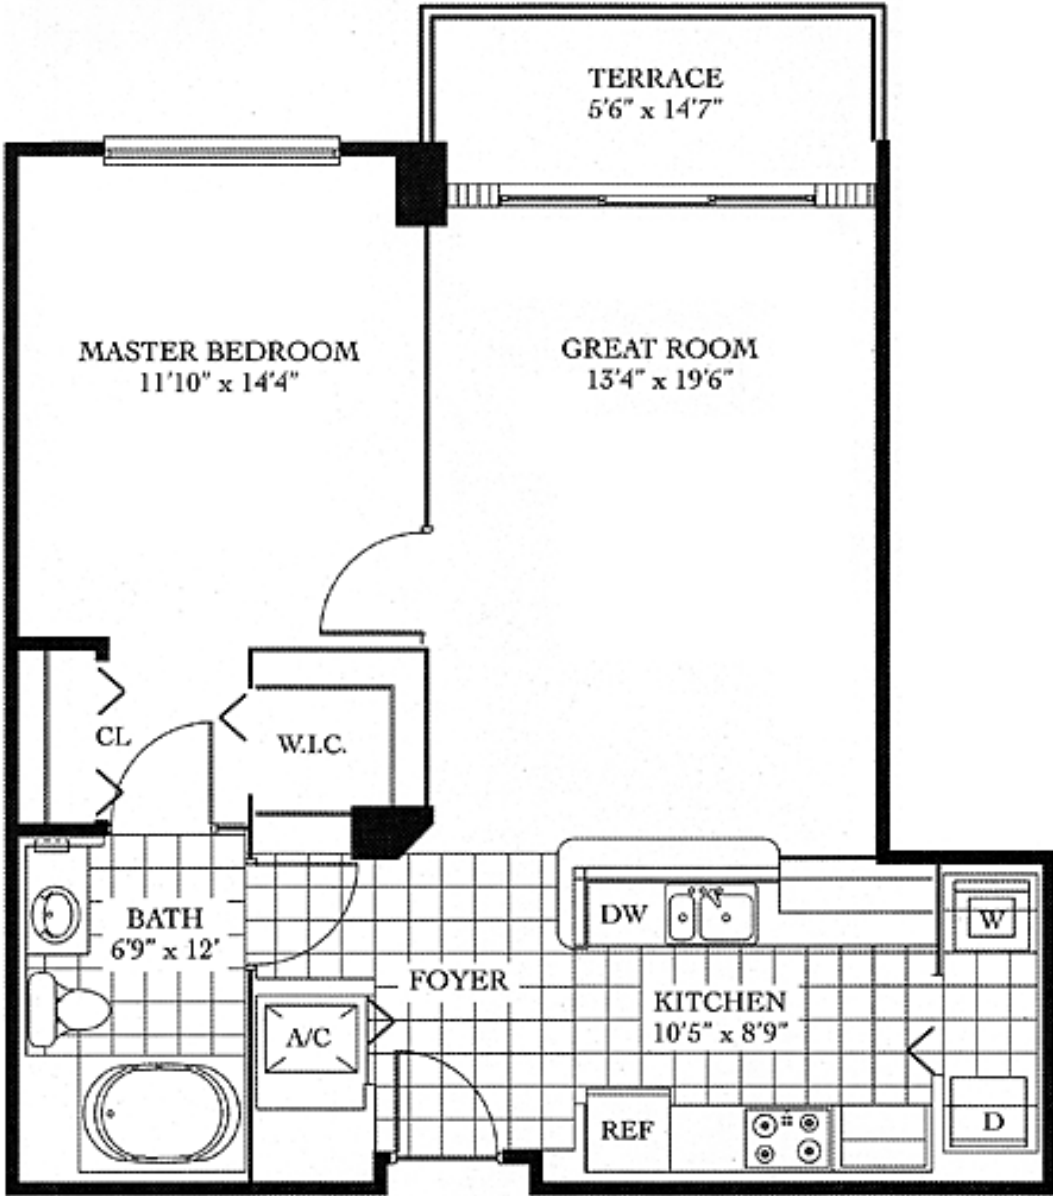 TERRACE
5'6" x 14'7"
MASTER BEDROOM
11'10" x 14'4"
GREAT ROOM
13'4" x 19'6"
CL
W.I.C.
BATH
6'9" x 12'
DW
W
FOYER
KITCHEN
10'5" x 8'9"
A/C
REF
D